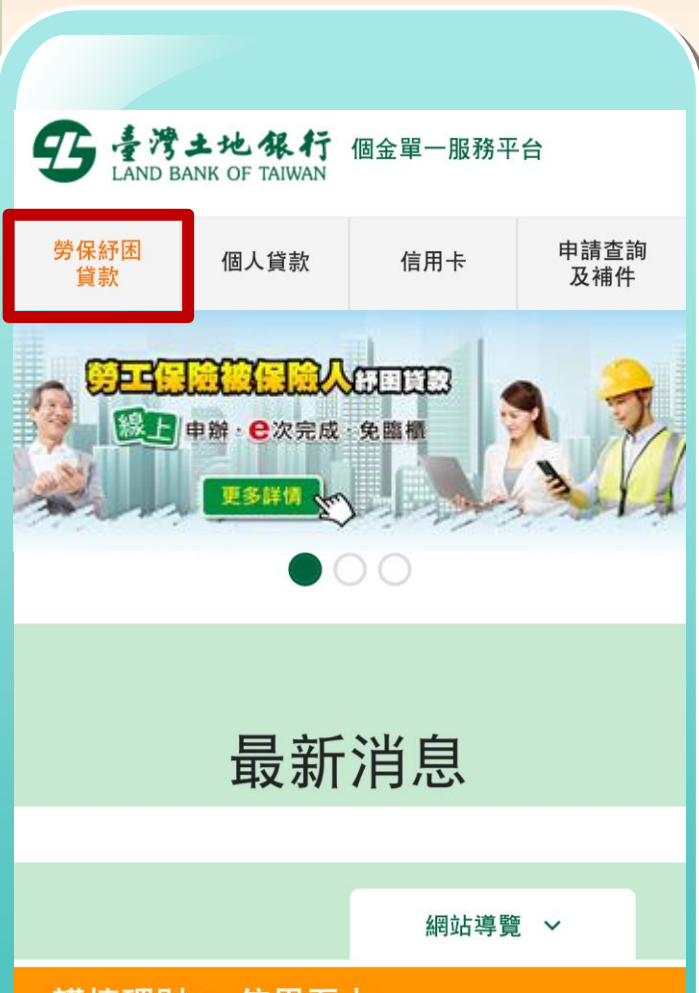 臺灣土地銀行
LAND BANK OF TAIWAN
個金單一服務平台
勞保紓困
貸款
個人貸款
信用卡
申請查詢
及補件
勞工保險被保險人紓困貸款
線上申辦·e次完成·免臨櫃
更多詳情
最新消息
網站導覽